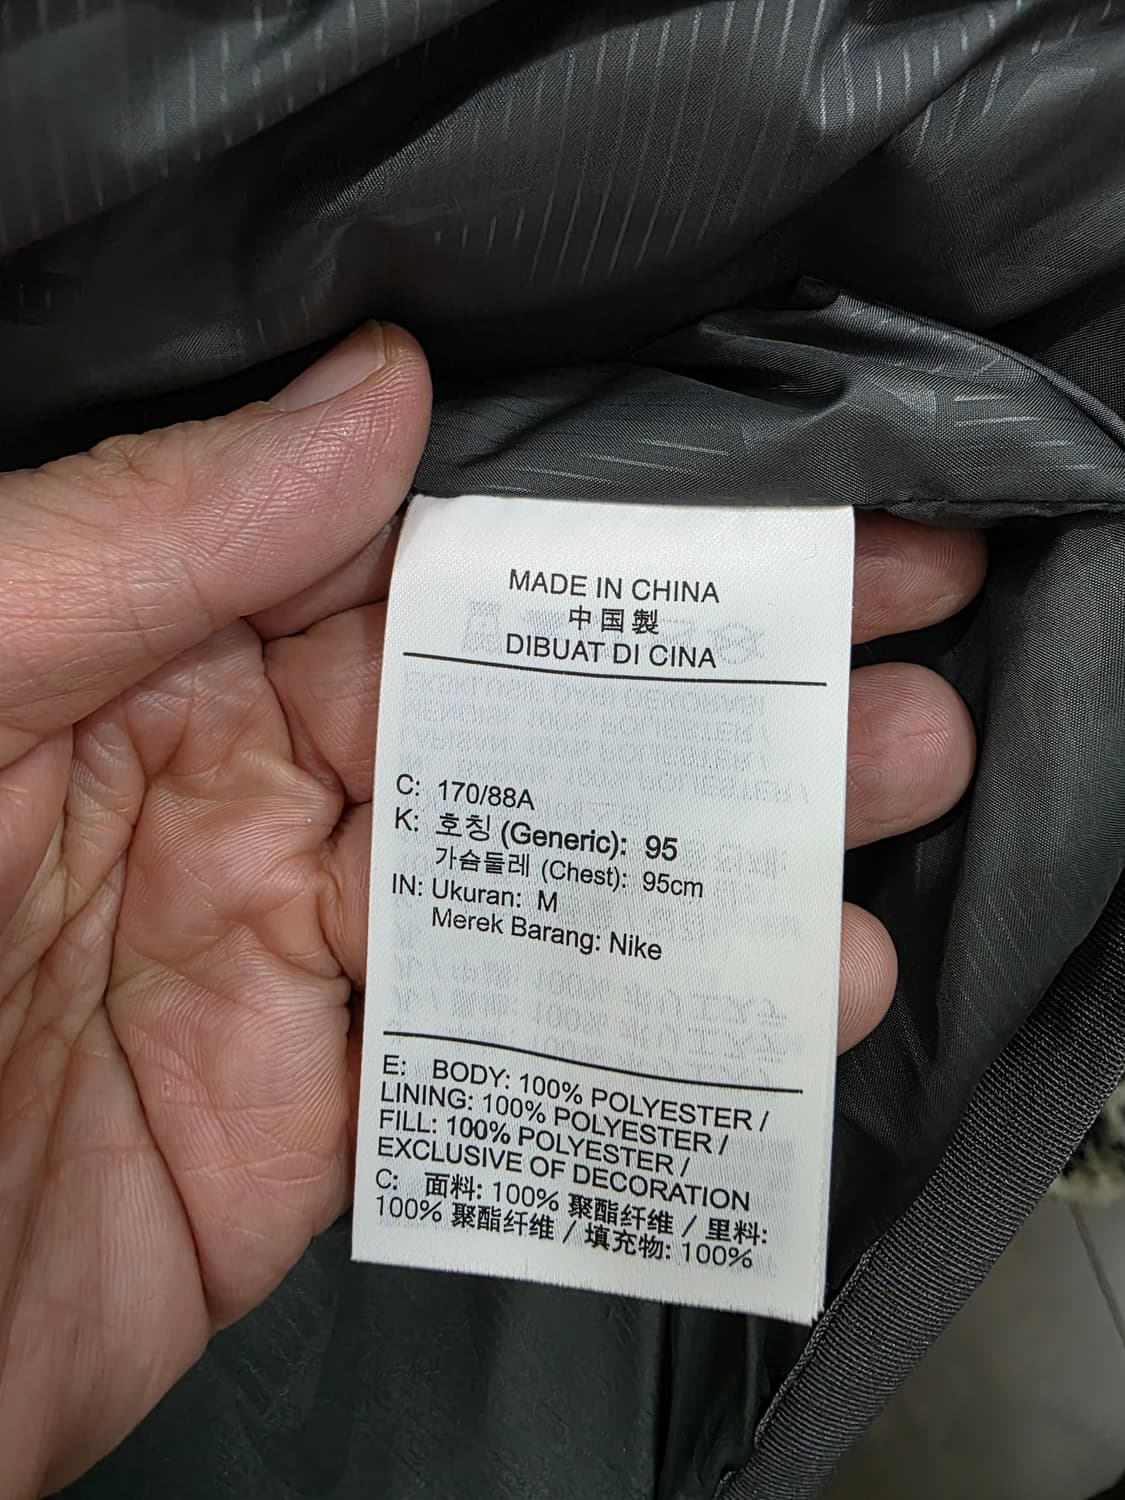 MADE IN CHINA
中国製
DIBUAT DI CINA
C: 170/88A
K: 호칭 (Generic): 95
가슴둘레 (Chest): 95cm
IN: Ukuran: M
Merek Barang: Nike
E: BODY: 100% POLYESTER /
LINING: 100% POLYESTER /
FILL: 100% POLYESTER /
EXCLUSIVE OF DECORATION
C: 面料: 100% 聚酯纤维 / 里料:
100% 聚酯纤维 / 填充物: 100%